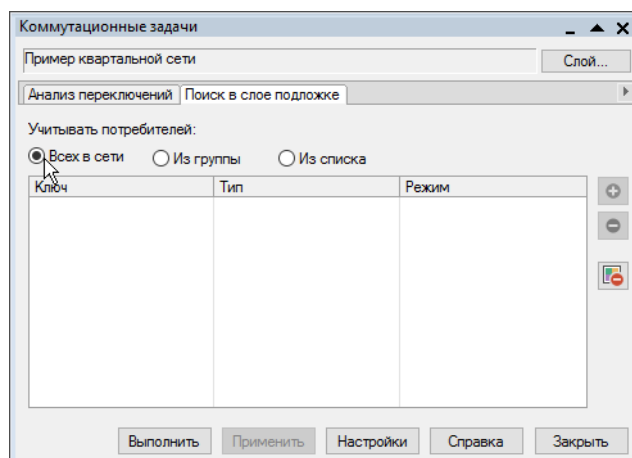 Коммутационные задачи
Пример квартальной сети Слой...
Анализ переключений Поиск в слое подложке
Учитывать потребителей:
Всех в сети Из группы Из списка
Ключ Тип Режим
Выполнить Применить Настройки Справка Закрыть